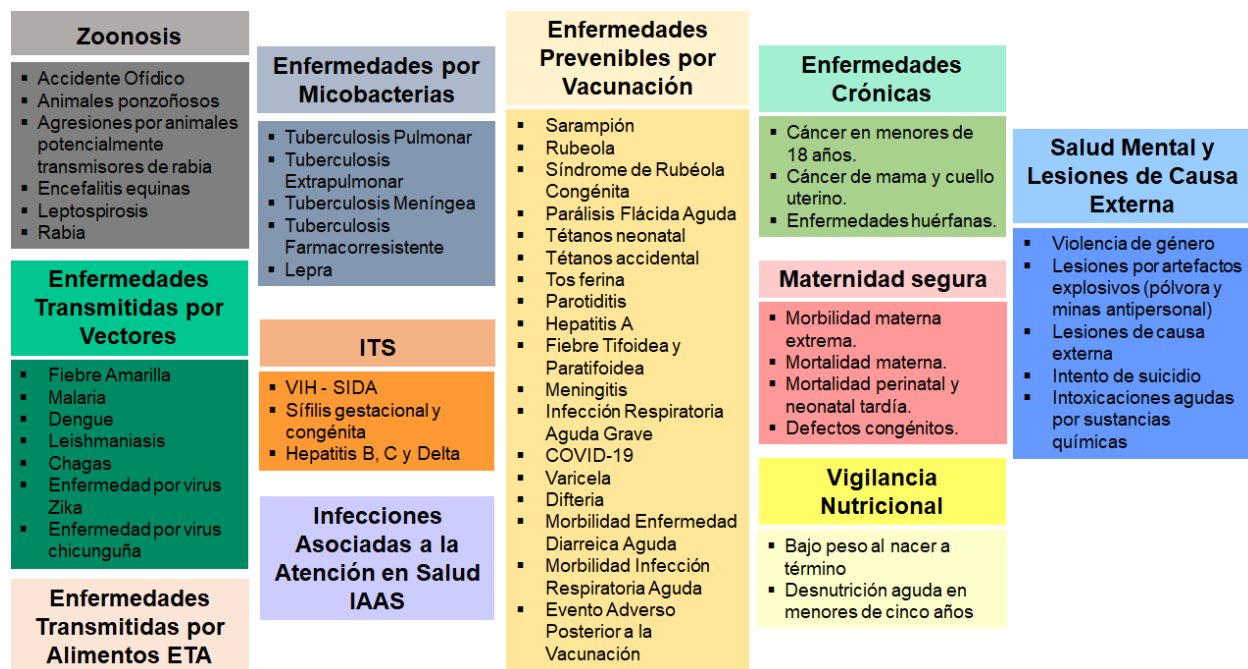 Zoonosis
▪ Accidente Ofídico
▪ Animales ponzoñosos
▪ Agresiones por animales
potencialmente
transmisores de rabia
▪ Encefalitis equinas
▪ Leptospirosis
▪ Rabia
Enfermedades
Transmitidas por
Vectores
▪ Fiebre Amarilla
▪ Malaria
▪ Dengue
▪ Leishmaniasis
▪ Chagas
▪ Enfermedad por virus
Zika
▪ Enfermedad por virus
chicunguña
Enfermedades
Transmitidas por
Alimentos ETA
Enfermedades por
Micobacterias
▪ Tuberculosis Pulmonar
▪ Tuberculosis
Extrapulmonar
▪ Tuberculosis Meníngea
▪ Tuberculosis
Farmacorresistente
▪ Lepra
ITS
▪ VIH - SIDA
▪ Sífilis gestacional y
congénita
▪ Hepatitis B, C y Delta
Infecciones
Asociadas a la
Atención en Salud
IAAS
Enfermedades
Prevenibles por
Vacunación
▪ Sarampión
▪ Rubeola
▪ Síndrome de Rubéola
Congénita
▪ Parálisis Flácida Aguda
▪ Tétanos neonatal
▪ Tétanos accidental
▪ Tos ferina
▪ Parotiditis
▪ Hepatitis A
▪ Fiebre Tifoidea y
Paratifoidea
▪ Meningitis
▪ Infección Respiratoria
Aguda Grave
▪ COVID-19
▪ Varicela
▪ Difteria
▪ Morbilidad Enfermedad
Diarreica Aguda
▪ Morbilidad Infección
Respiratoria Aguda
▪ Evento Adverso
Posterior a la
Vacunación
Enfermedades
Crónicas
▪ Cáncer en menores de
18 años.
▪ Cáncer de mama y cuello
uterino.
▪ Enfermedades huérfanas.
Maternidad segura
▪ Morbilidad materna
extrema.
▪ Mortalidad materna.
▪ Mortalidad perinatal y
neonatal tardía.
▪ Defectos congénitos.
Vigilancia
Nutricional
▪ Bajo peso al nacer a
término
▪ Desnutrición aguda en
menores de cinco años
Salud Mental y
Lesiones de Causa
Externa
▪ Violencia de género
▪ Lesiones por artefactos
explosivos (pólvora y
minas antipersonal)
▪ Lesiones de causa
externa
▪ Intento de suicidio
▪ Intoxicaciones agudas
por sustancias
químicas